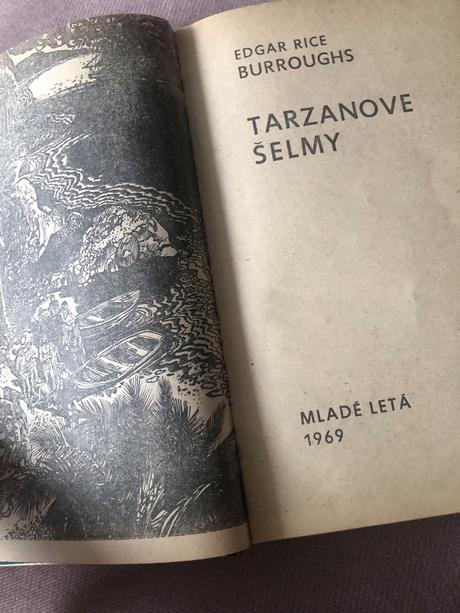 EDGAR RICE
BURROUGHS
TARZANOVE
ŠELMY
MLADÉ LETÁ
1969